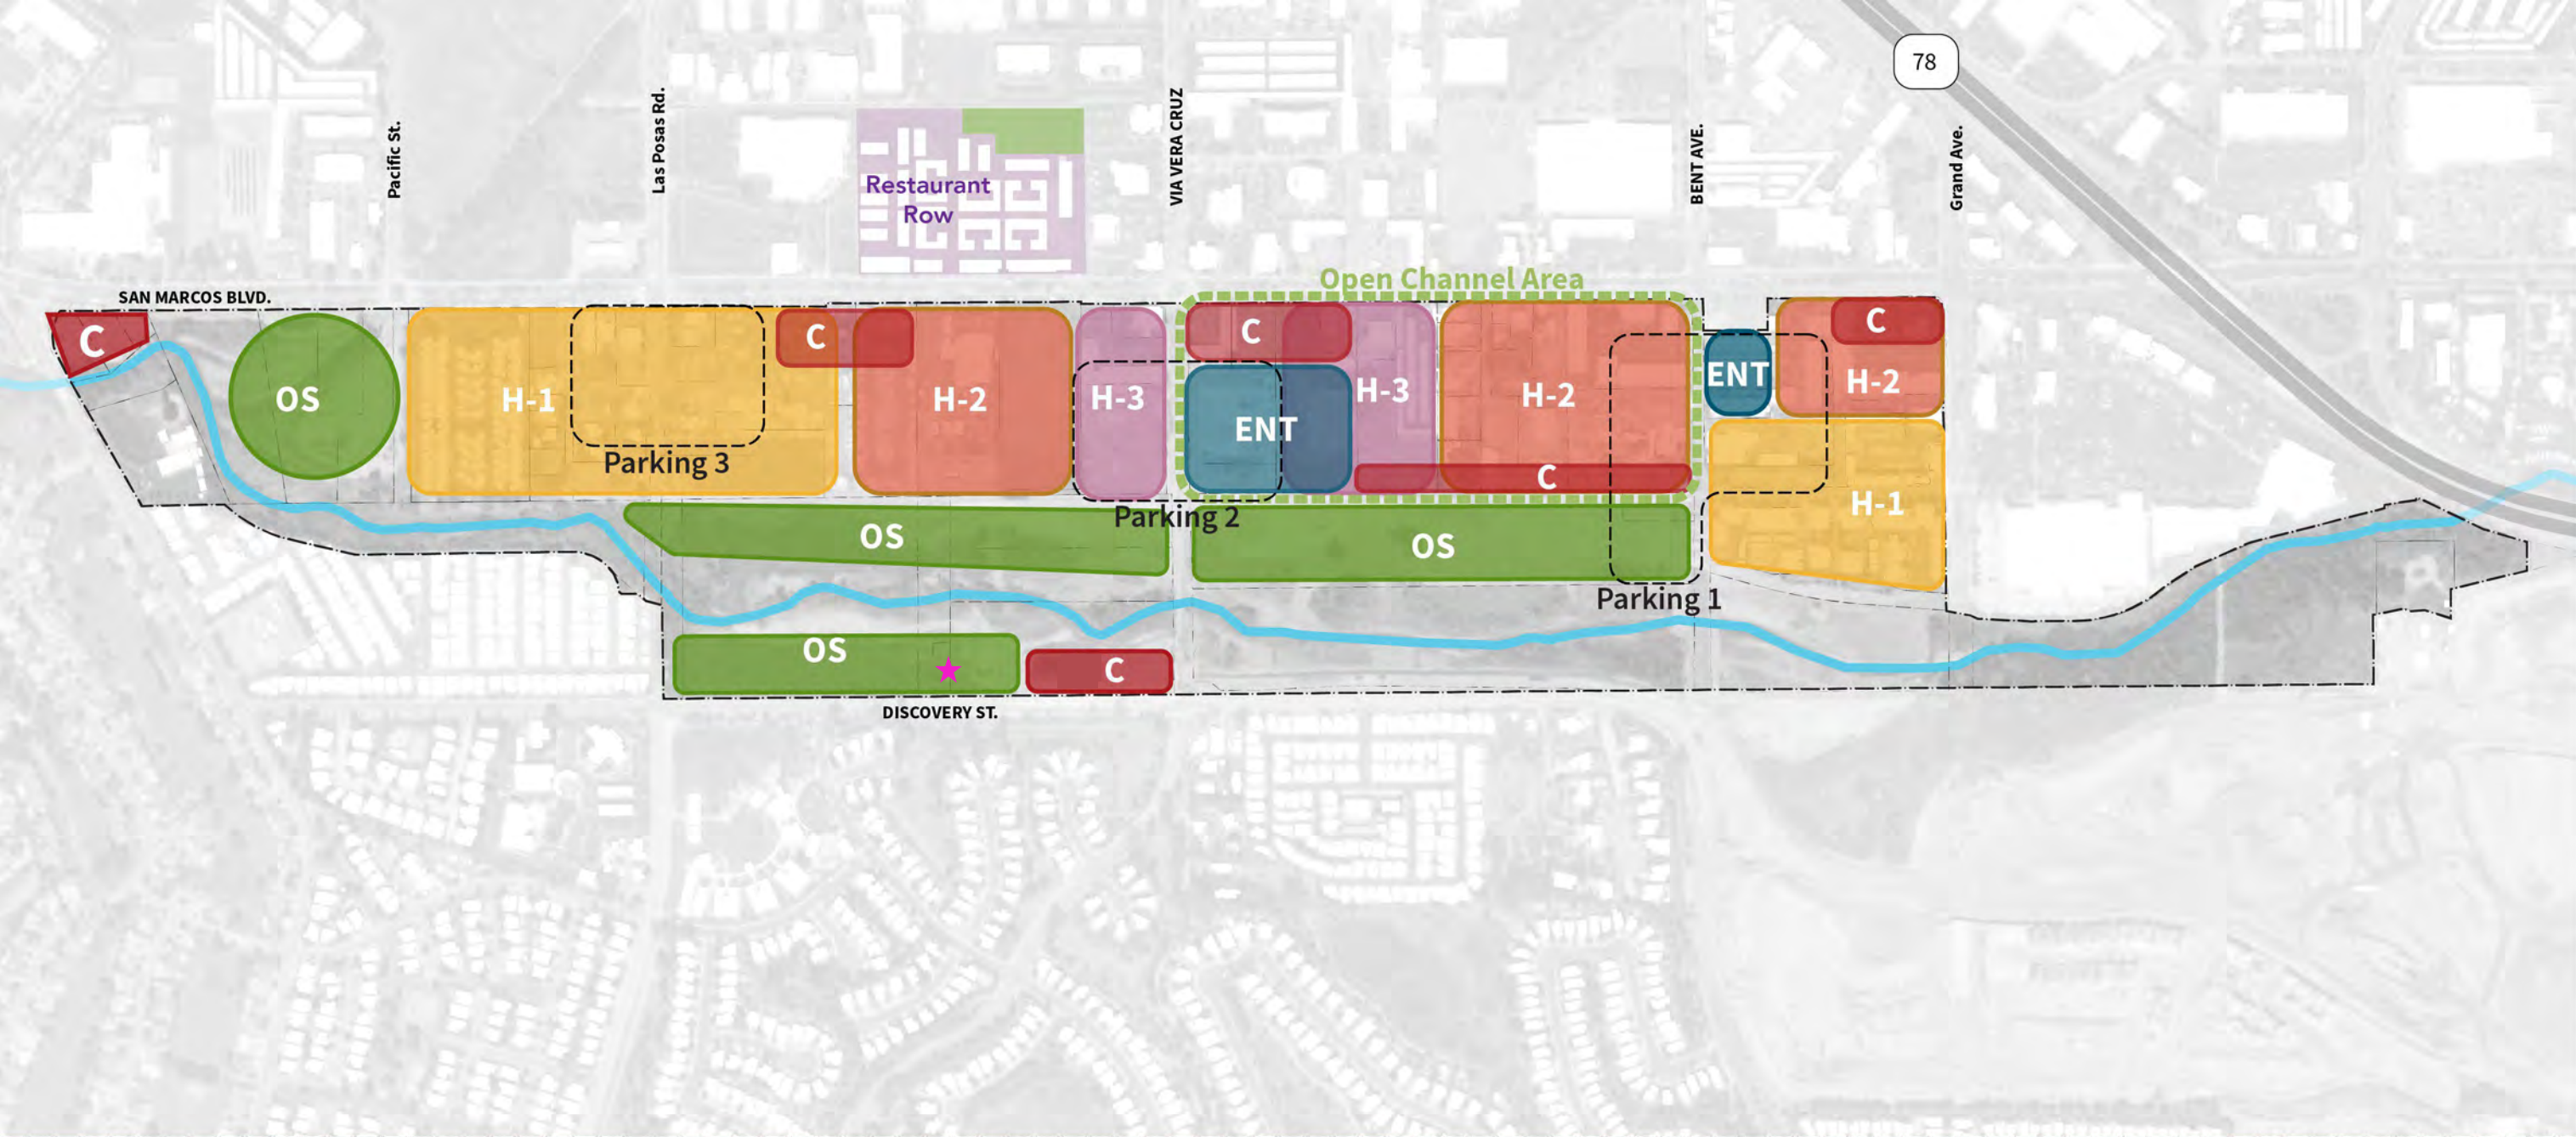 78
Pacific St.
Las Posas Rd.
VIA VERA CRUZ
BENT AVE.
Grand Ave.
Restaurant
Row
Open Channel Area
SAN MARCOS BLVD.
C
OS
H-1
Parking 3
C
H-2
H-3
C
ENT
H-3
H-2
C
ENT
C
H-2
H-1
Parking 2
OS
OS
Parking 1
OS
C
DISCOVERY ST.